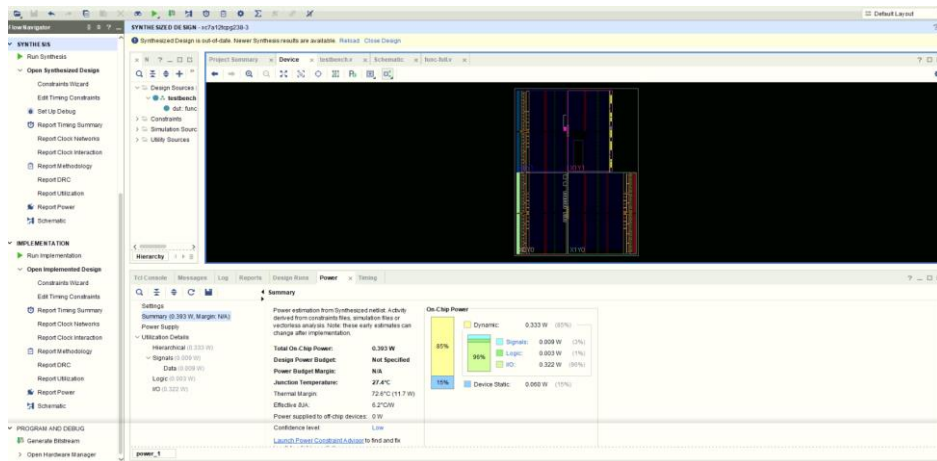 Default Layout
Flow Navigator
SYNTHESIZED DESIGN - xc7a12tcpg238-3
Synthesized Design is out-of-date. Newer Synthesis results are available. Reload Close Design
SYNTHESIS
Run Synthesis
Open Synthesized Design
Constraints Wizard
Edit Timing Constraints
Set Up Debug
Report Timing Summary
Report Clock Networks
Report Clock Interaction
Report Methodology
Report DRC
Report Utilization
Report Power
Schematic
IMPLEMENTATION
Run Implementation
Open Implemented Design
Constraints Wizard
Edit Timing Constraints
Report Timing Summary
Report Clock Networks
Report Clock Interaction
Report Methodology
Report DRC
Report Utilization
Report Power
Schematic
PROGRAM AND DEBUG
Generate Bitstream
Open Hardware Manager
Design Sources
testbench
dut : func
Constraints
Simulation Sourc
Utility Sources
Hierarchy
Project Summary Device testbench.v Schematic
X1Y1
X0Y0 X1Y0
Tcl Console Messages Log Reports Design Runs Power Timing
Settings
Summary (0.393 W, Margin: N/A)
Power Supply
Utilization Details
Hierarchical (0.333 W)
Signals (0.009 W)
Data (0.009 W)
Logic (0.003 W)
I/O (0.322 W)
Summary
Power estimation from Synthesized netlist. Activity
derived from constraints files, simulation files or
vectorless analysis. Note: these early estimates can
change after implementation.
Total On-Chip Power: 0.393 W
Design Power Budget: Not Specified
Power Budget Margin: N/A
Junction Temperature: 27.4°C
Thermal Margin: 72.6°C (11.7 W)
Effective θJA: 6.2°C/W
Power supplied to off-chip devices: 0 W
Confidence level: Low
Launch Power Constraint Advisor to find and fix
On-Chip Power
Dynamic: 0.333 W (85%)
85%
Signals: 0.009 W (3%)
96%
Logic: 0.003 W (1%)
I/O: 0.322 W (96%)
15%
Device Static: 0.060 W (15%)
power_1